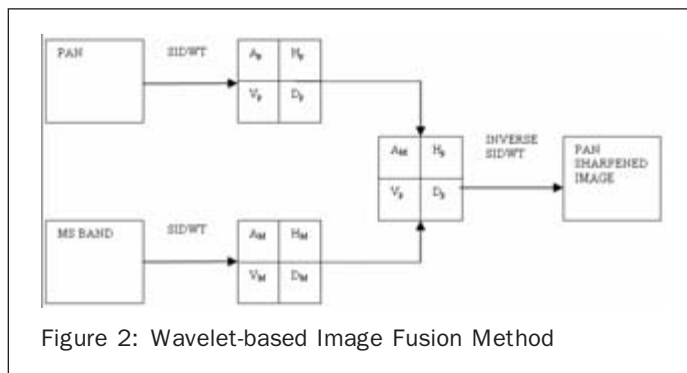 PAN
SIDWT
Ap Hp
Vp Dp
AM Hp
Vp Dp
INVERSE
SIDWT
PAN
SHARPENED
IMAGE
MS BAND
SIDWT
AM HM
VM DM
Figure 2: Wavelet-based Image Fusion Method